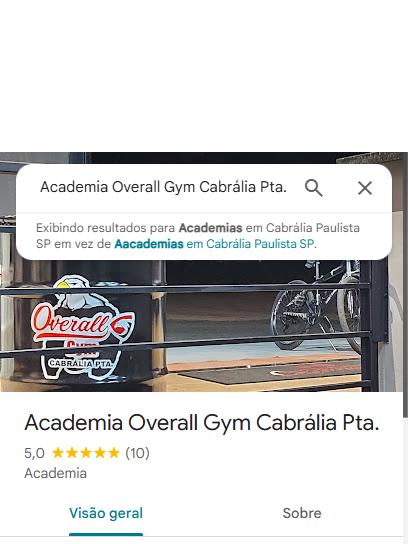 Academia Overall Gym Cabrália Pta.
Exibindo resultados para Academias em Cabrália Paulista
SP em vez de Aacademias em Cabrália Paulista SP.
Overall
Gym
CABRÁLIA PTA.
Academia Overall Gym Cabrália Pta.
5,0 ★★★★★ (10)
Academia
Visão geral Sobre